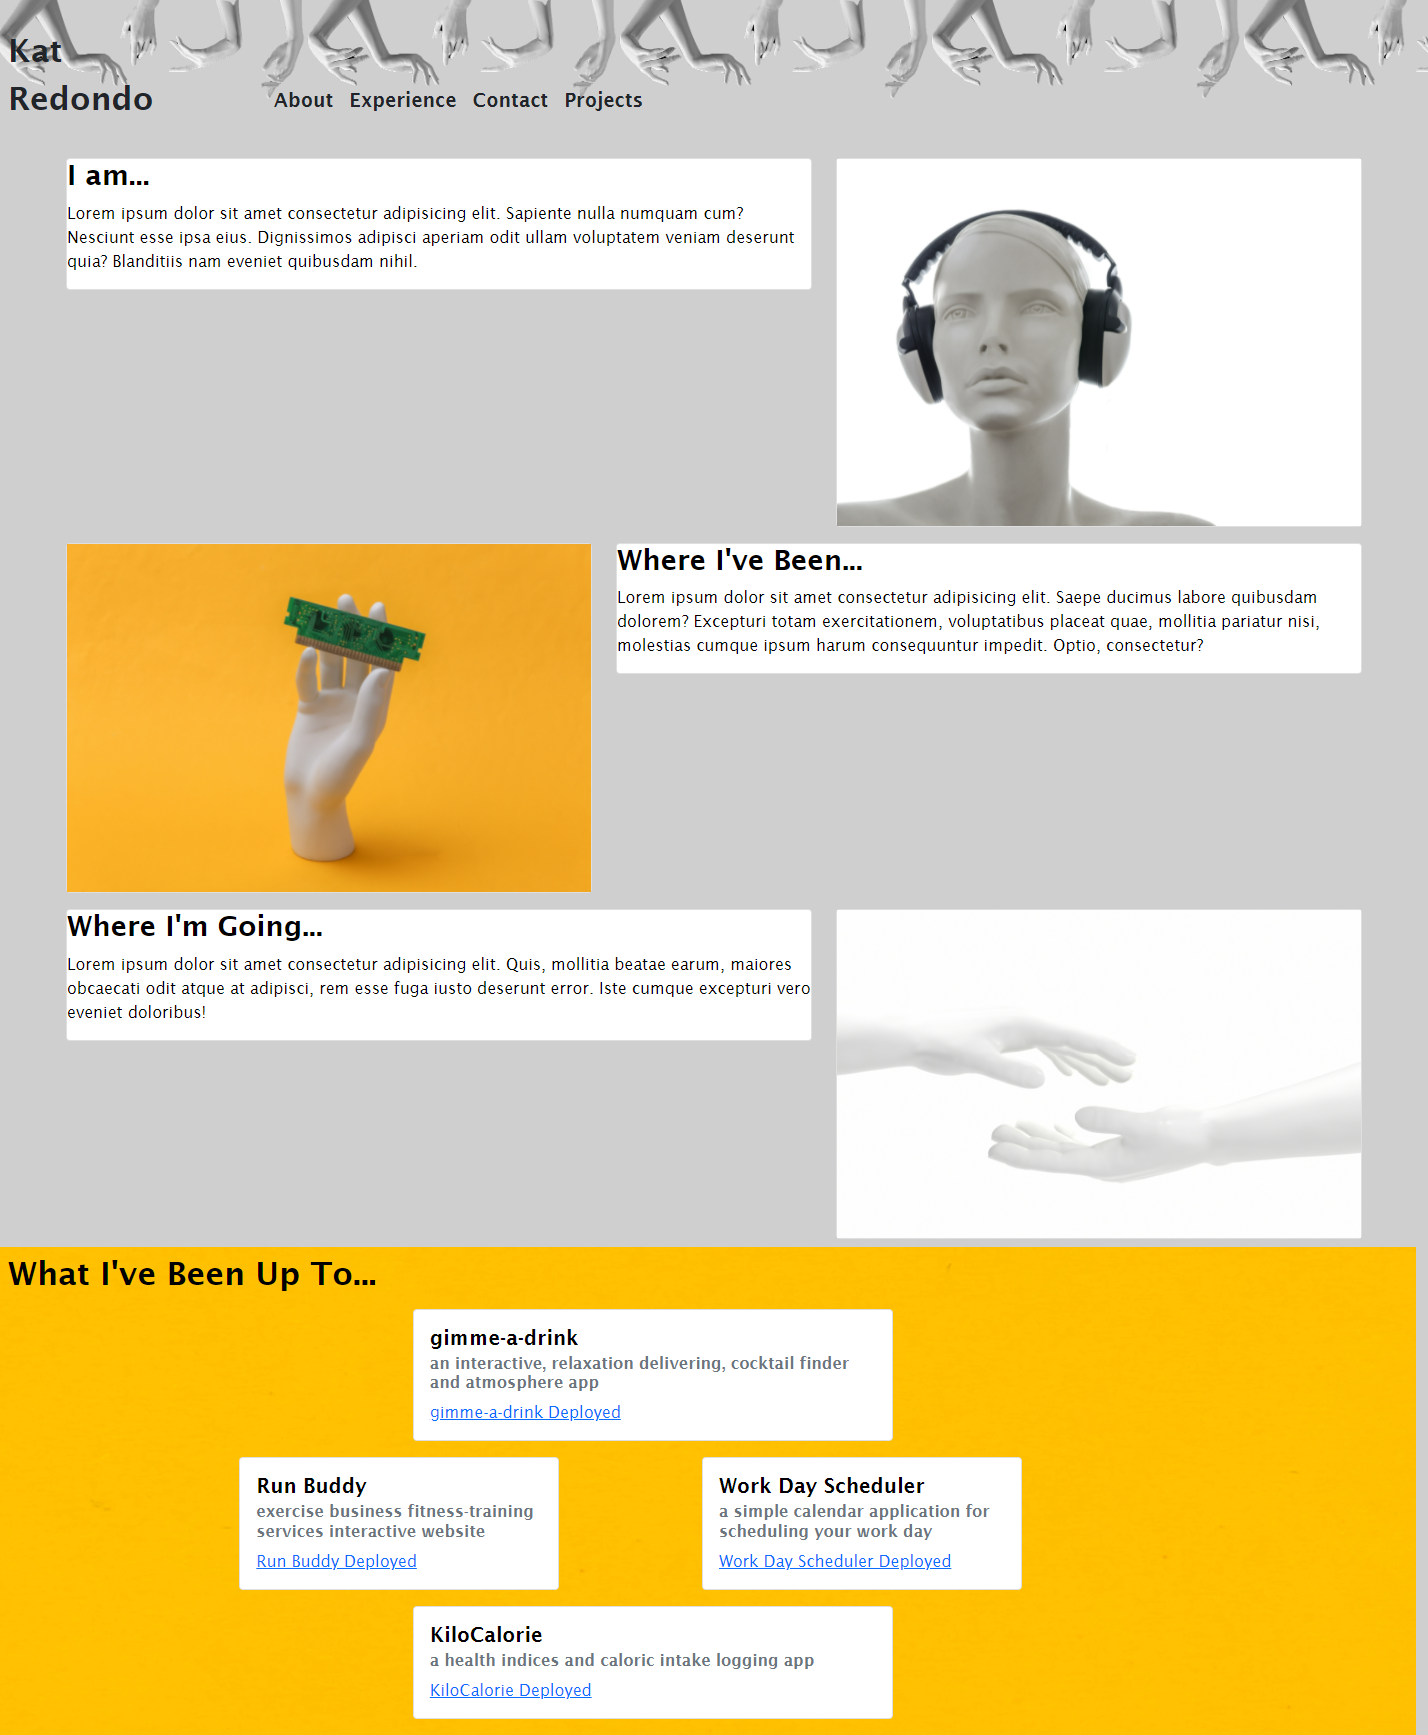 Kat
Redondo
About Experience Contact Projects
I am...
Lorem ipsum dolor sit amet consectetur adipisicing elit. Sapiente nulla numquam cum?
Nesciunt esse ipsa eius. Dignissimos adipisci aperiam odit ullam voluptatem veniam deserunt
quia? Blanditiis nam eveniet quibusdam nihil.
Where I've Been...
Lorem ipsum dolor sit amet consectetur adipisicing elit. Saepe ducimus labore quibusdam
dolorem? Excepturi totam exercitationem, voluptatibus placeat quae, mollitia pariatur nisi,
molestias cumque ipsum harum consequuntur impedit. Optio, consectetur?
Where I'm Going...
Lorem ipsum dolor sit amet consectetur adipisicing elit. Quis, mollitia beatae earum, maiores
obcaecati odit atque at adipisci, rem esse fuga iusto deserunt error. Iste cumque excepturi vero
eveniet doloribus!
What I've Been Up To...
gimme-a-drink
an interactive, relaxation delivering, cocktail finder
and atmosphere app
gimme-a-drink Deployed
Run Buddy
exercise business fitness-training
services interactive website
Run Buddy Deployed
Work Day Scheduler
a simple calendar application for
scheduling your work day
Work Day Scheduler Deployed
KiloCalorie
a health indices and caloric intake logging app
KiloCalorie Deployed